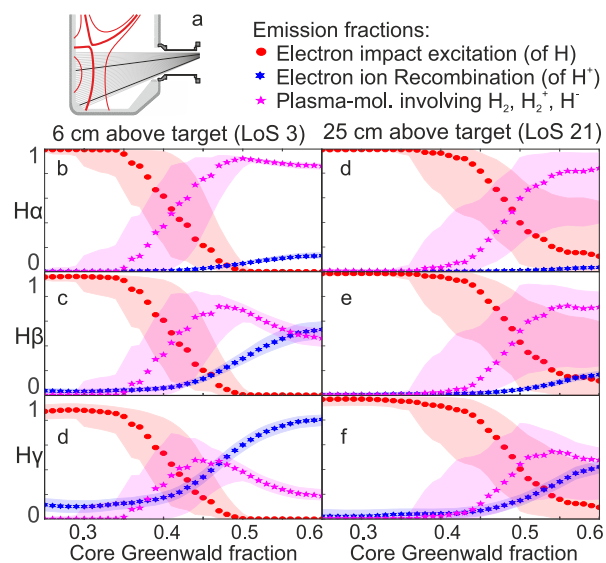 a
Emission fractions:
Electron impact excitation (of H)
Electron ion Recombination (of H⁺)
Plasma-mol. involving H₂, H₂⁺, H⁻
6 cm above target (LoS 3)
25 cm above target (LoS 21)
1
b
d
Hα
0
1
c
e
Hβ
0
1
d
f
Hγ
0
0.3 0.4 0.5 0.6
0.3 0.4 0.5 0.6
Core Greenwald fraction
Core Greenwald fraction